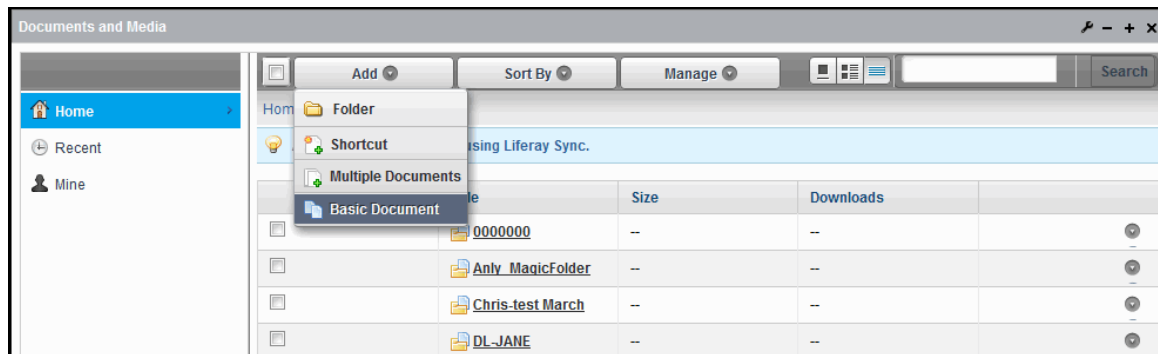 Documents and Media
Add Sort By Manage Search
Home
Recent
Mine
Hom
Folder
Shortcut
Multiple Documents
Basic Document
using Liferay Sync.
le Size Downloads
0000000 -- --
Anly_MagicFolder -- --
Chris-test March -- --
DL-JANE -- --